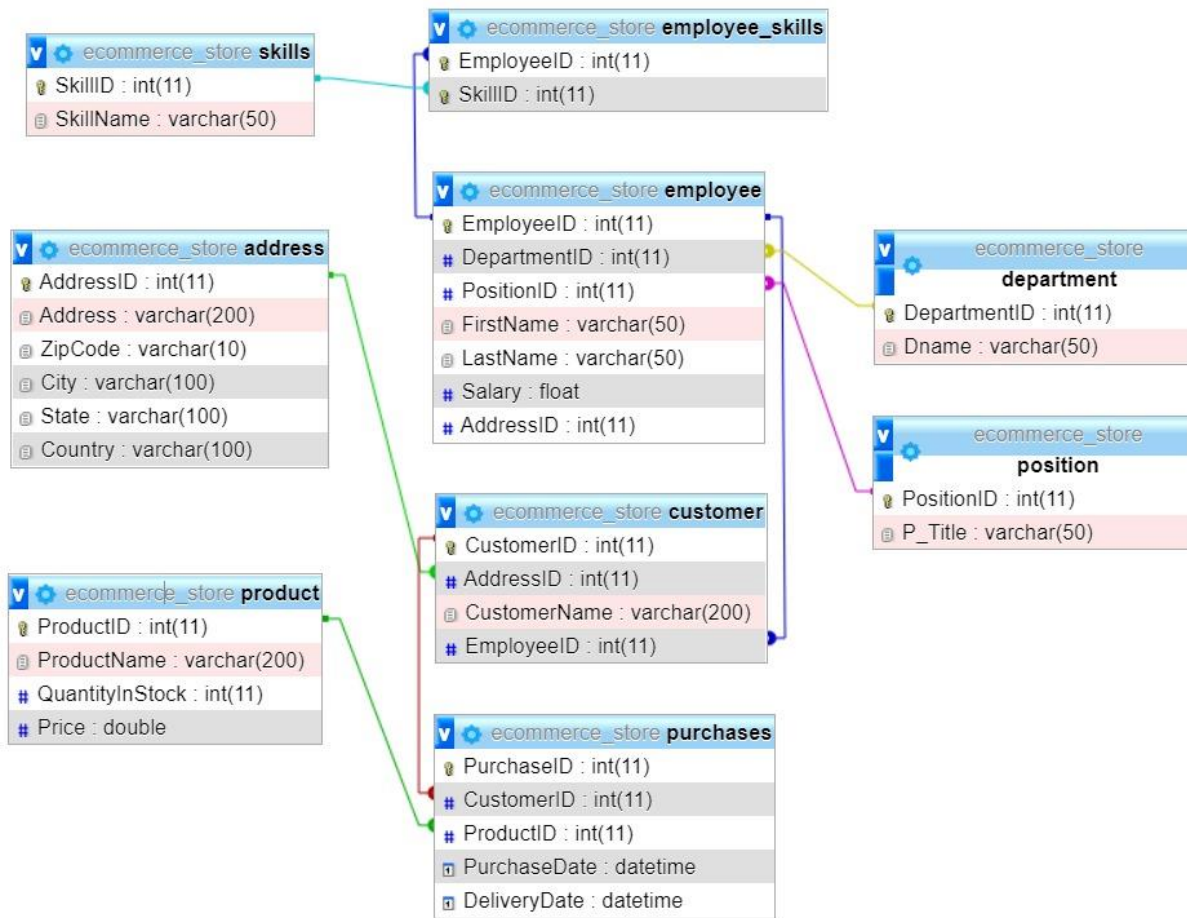 ecommerce_store skills
SkillID : int(11)
SkillName : varchar(50)
ecommerce_store employee_skills
EmployeeID : int(11)
SkillID : int(11)
ecommerce_store employee
EmployeeID : int(11)
DepartmentID : int(11)
PositionID : int(11)
FirstName : varchar(50)
LastName : varchar(50)
Salary : float
AddressID : int(11)
ecommerce_store address
AddressID : int(11)
Address : varchar(200)
ZipCode : varchar(10)
City : varchar(100)
State : varchar(100)
Country : varchar(100)
ecommerce_store
department
DepartmentID : int(11)
Dname : varchar(50)
ecommerce_store
position
PositionID : int(11)
P_Title : varchar(50)
ecommerce_store customer
CustomerID : int(11)
AddressID : int(11)
CustomerName : varchar(200)
EmployeeID : int(11)
ecommerce_store product
ProductID : int(11)
ProductName : varchar(200)
QuantityInStock : int(11)
Price : double
ecommerce_store purchases
PurchaseID : int(11)
CustomerID : int(11)
ProductID : int(11)
PurchaseDate : datetime
DeliveryDate : datetime